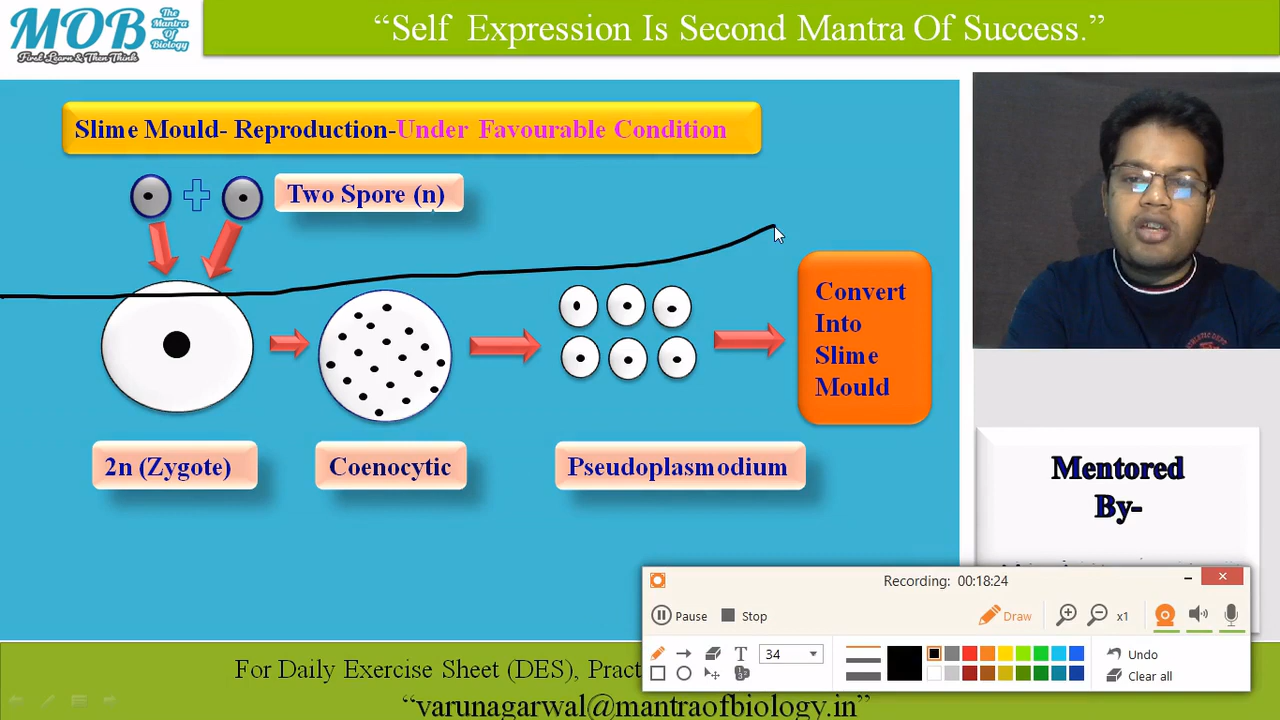 MOB The Mantra Of Biology
First Learn & Then Think
“Self Expression Is Second Mantra Of Success.”
Slime Mould- Reproduction-Under Favourable Condition
Two Spore (n)
Convert
Into
Slime
Mould
2n (Zygote)
Coenocytic
Pseudoplasmodium
Mentored
By-
Recording: 00:18:24
Pause Stop Draw x1
T 34 Undo
Clear all
For Daily Exercise Sheet (DES), Pract
“varunagarwal@mantraofbiology.in”